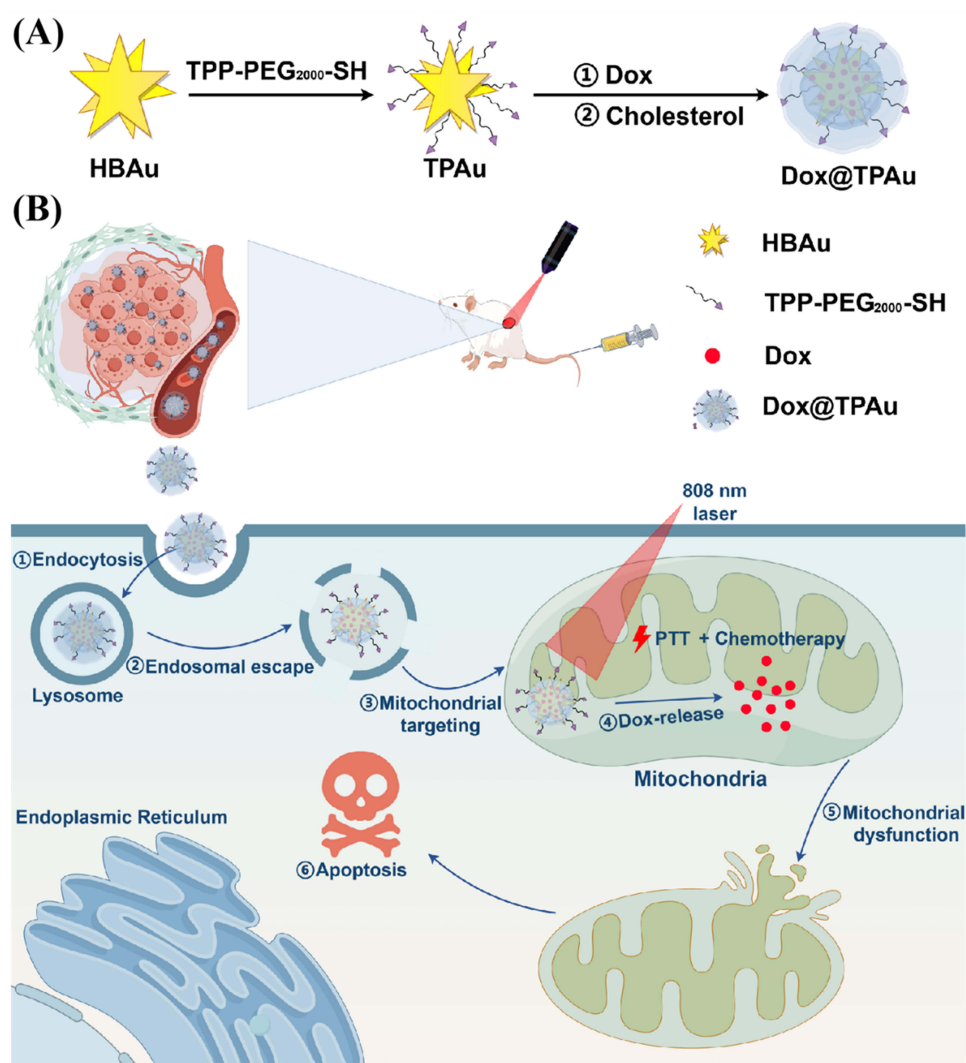 (A)
TPP-PEG₂₀₀₀-SH
① Dox
② Cholesterol
HBAu
TPAu
Dox@TPAu
(B)
HBAu
TPP-PEG₂₀₀₀-SH
Dox
Dox@TPAu
808 nm
laser
①Endocytosis
Lysosome
②Endosomal escape
③Mitochondrial
targeting
PTT + Chemotherapy
④Dox-release
Mitochondria
⑤Mitochondrial
dysfunction
⑥Apoptosis
Endoplasmic Reticulum